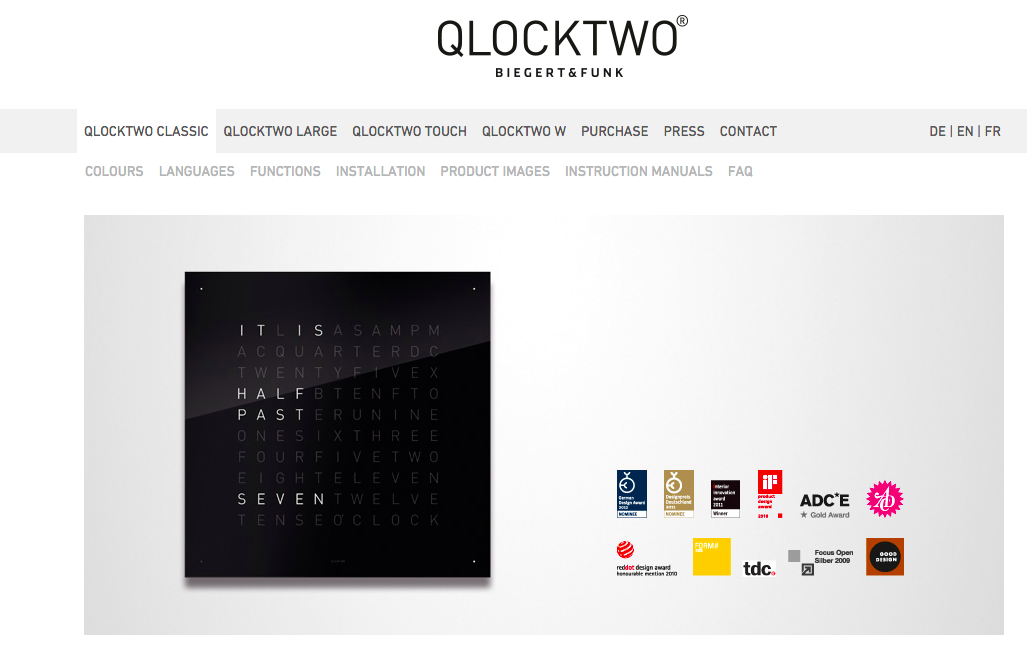 QLOCKTWO®
BIEGERT&FUNK
QLOCKTWO CLASSIC QLOCKTWO LARGE QLOCKTWO TOUCH QLOCKTWO W PURCHASE PRESS CONTACT DE | EN | FR
COLOURS LANGUAGES FUNCTIONS INSTALLATION PRODUCT IMAGES INSTRUCTION MANUALS FAQ
ITLISASAMPM
ACQUARTERDC
TWENTYFIVEX
HALFBTENFTO
PASTERUNINE
ONESIXTHREE
FOURFIVETWO
EIGHTELEVEN
SEVENTWELVE
TENSEO'CLOCK
German
Design Award
2012
NOMINEE
Designpreis
Deutschland
2011
NOMINEE
interior
innovation
award
2011
Winner
iF
product
design
award
2010
ADC*E
★ Gold Award
reddot design award
honourable mention 2010
FORM#
tdc
Focus Open
Silber 2009
GOOD
DESIGN